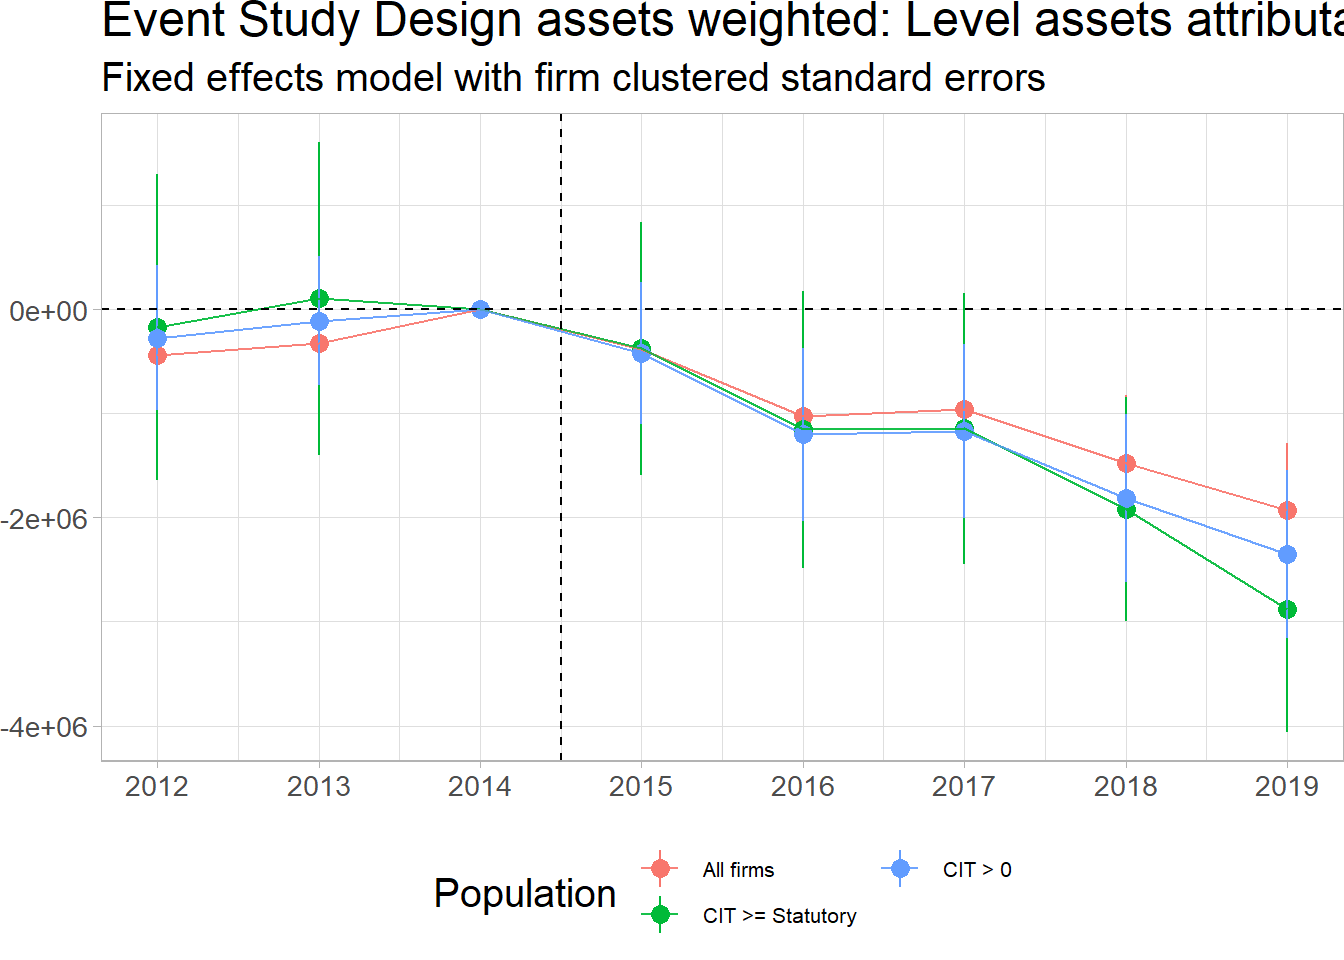 Event Study Design assets weighted: Level assets
Fixed effects model with firm clustered standard errors
0e+00
-2e+06
-4e+06
2012 2013 2014 2015 2016 2017 2018 2019
Population
All firms
CIT > 0
CIT >= Statutory